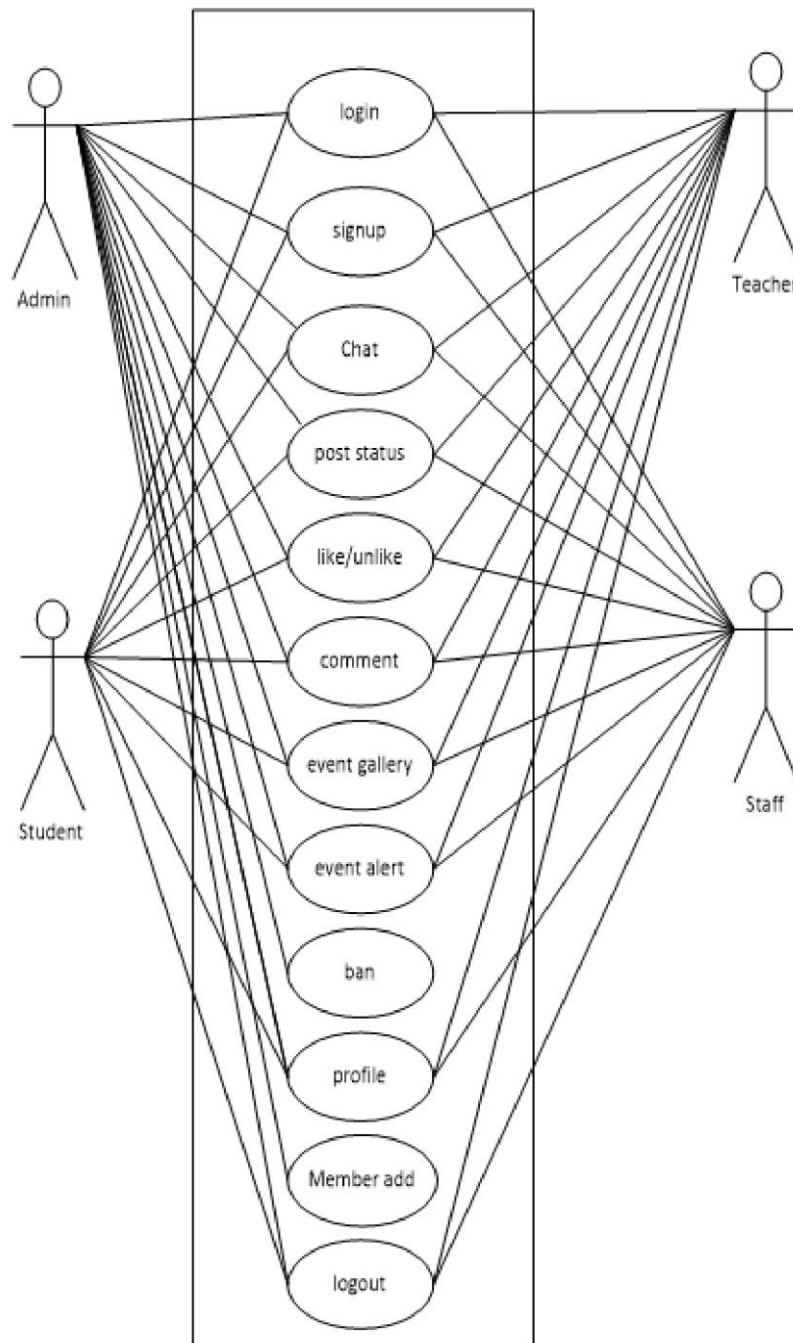 login
signup
Admin
Teacher
Chat
post status
like/unlike
comment
event gallery
Student
Staff
event alert
ban
profile
Member add
logout